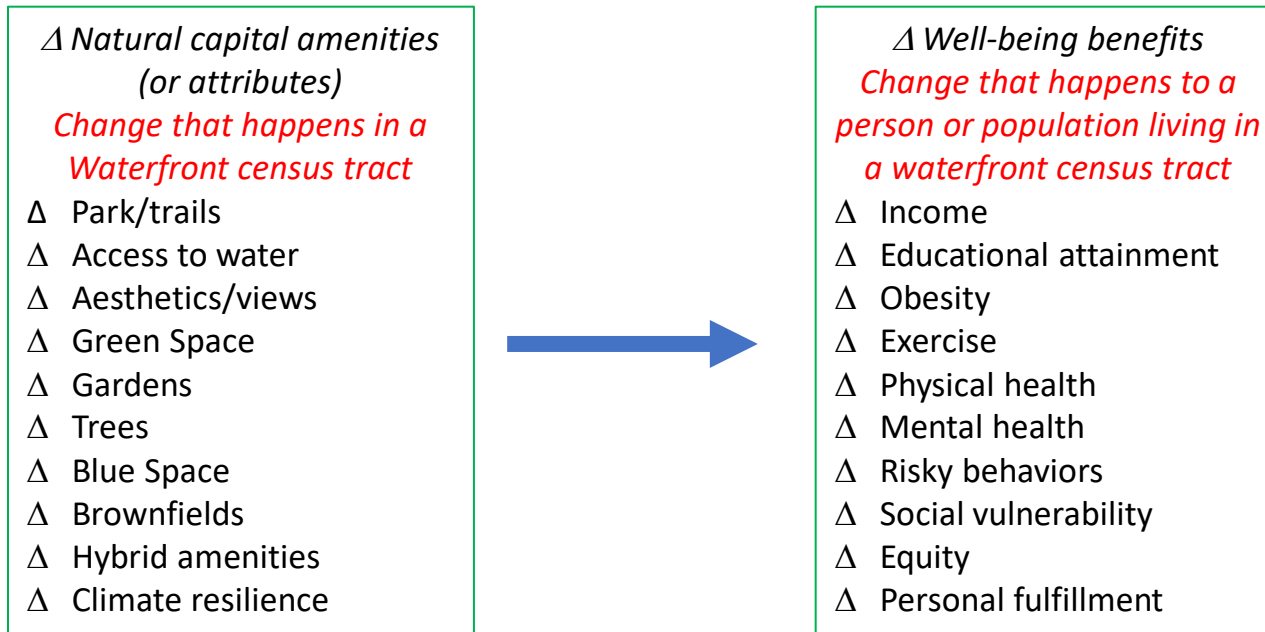 Δ Natural capital amenities
(or attributes)
Change that happens in a
Waterfront census tract
Δ Park/trails
Δ Access to water
Δ Aesthetics/views
Δ Green Space
Δ Gardens
Δ Trees
Δ Blue Space
Δ Brownfields
Δ Hybrid amenities
Δ Climate resilience
Δ Well-being benefits
Change that happens to a
person or population living in
a waterfront census tract
Δ Income
Δ Educational attainment
Δ Obesity
Δ Exercise
Δ Physical health
Δ Mental health
Δ Risky behaviors
Δ Social vulnerability
Δ Equity
Δ Personal fulfillment